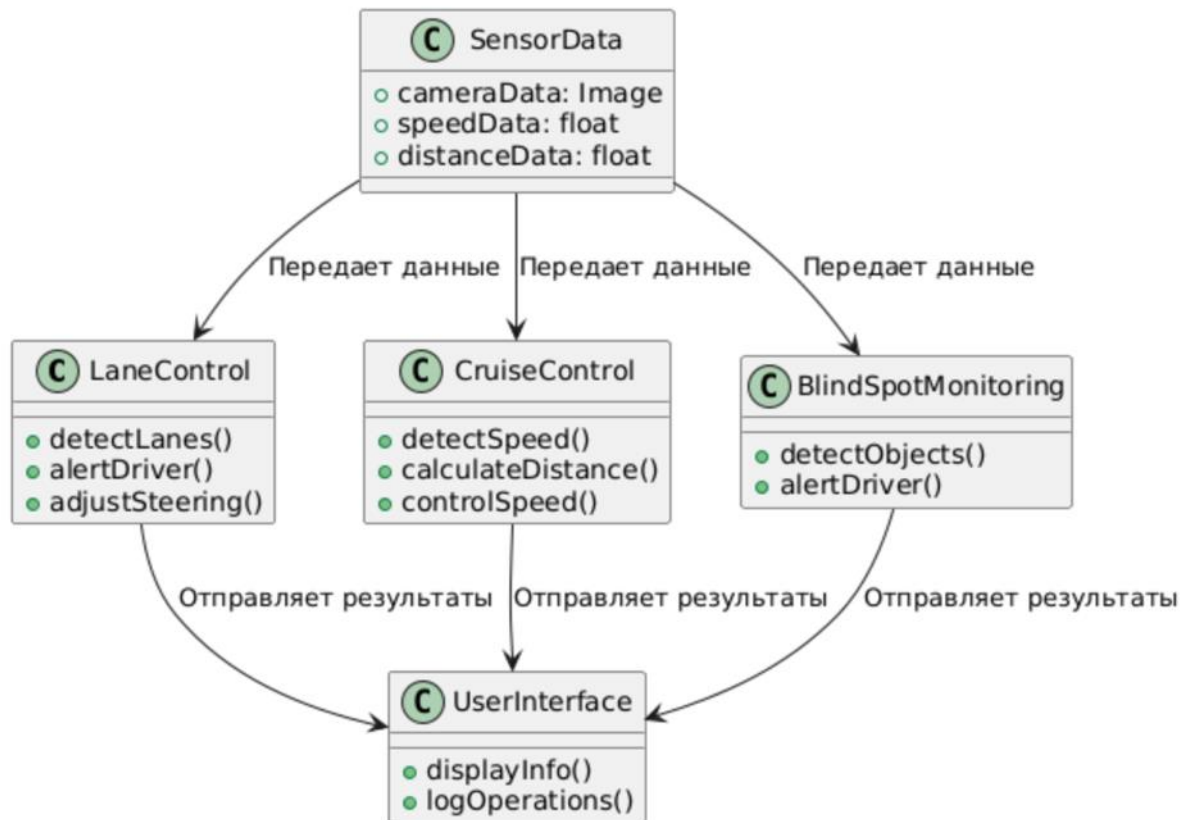 C SensorData
cameraData: Image
speedData: float
distanceData: float
Передает данные Передает данные Передает данные
C LaneControl
detectLanes()
alertDriver()
adjustSteering()
C CruiseControl
detectSpeed()
calculateDistance()
controlSpeed()
C BlindSpotMonitoring
detectObjects()
alertDriver()
Отправляет результаты Отправляет результаты Отправляет результаты
C UserInterface
displayInfo()
logOperations()